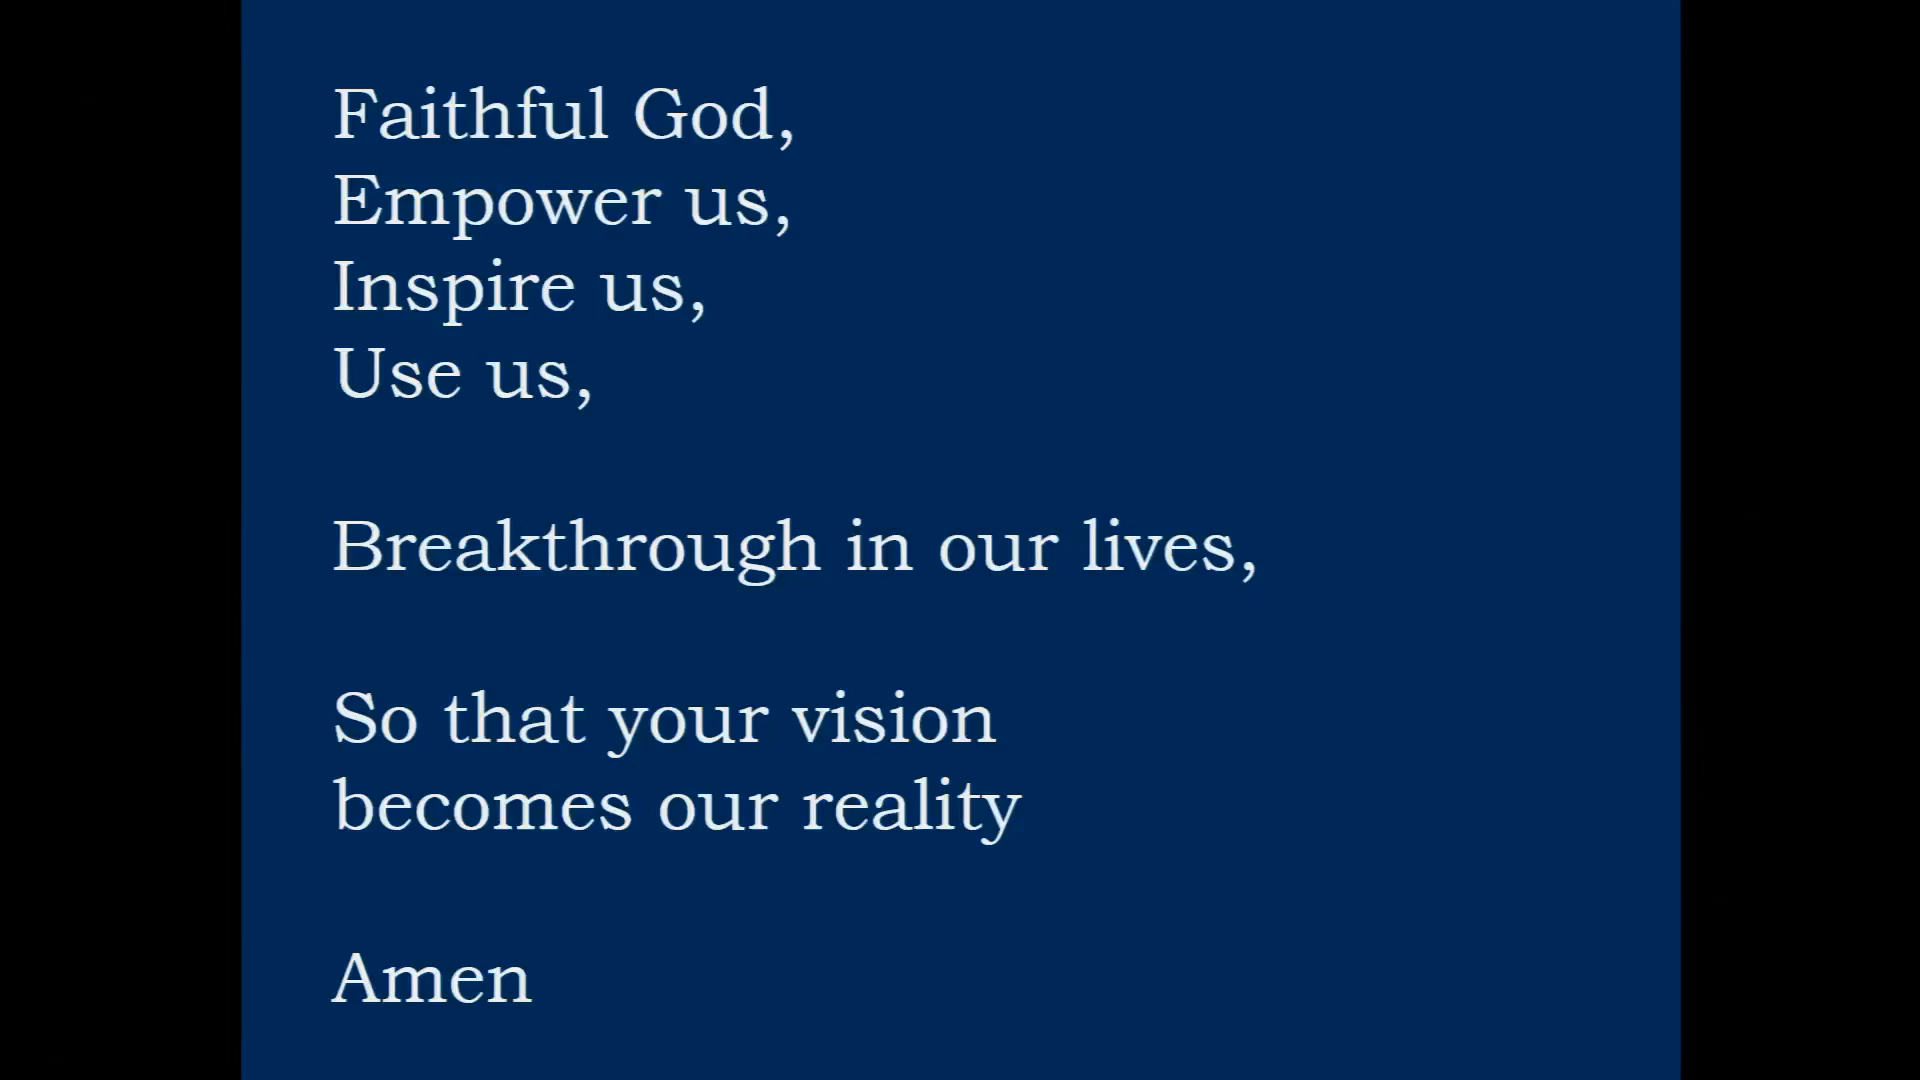 Faithful God,
Empower us,
Inspire us,
Use us,
Breakthrough in our lives,
So that your vision
becomes our reality
Amen